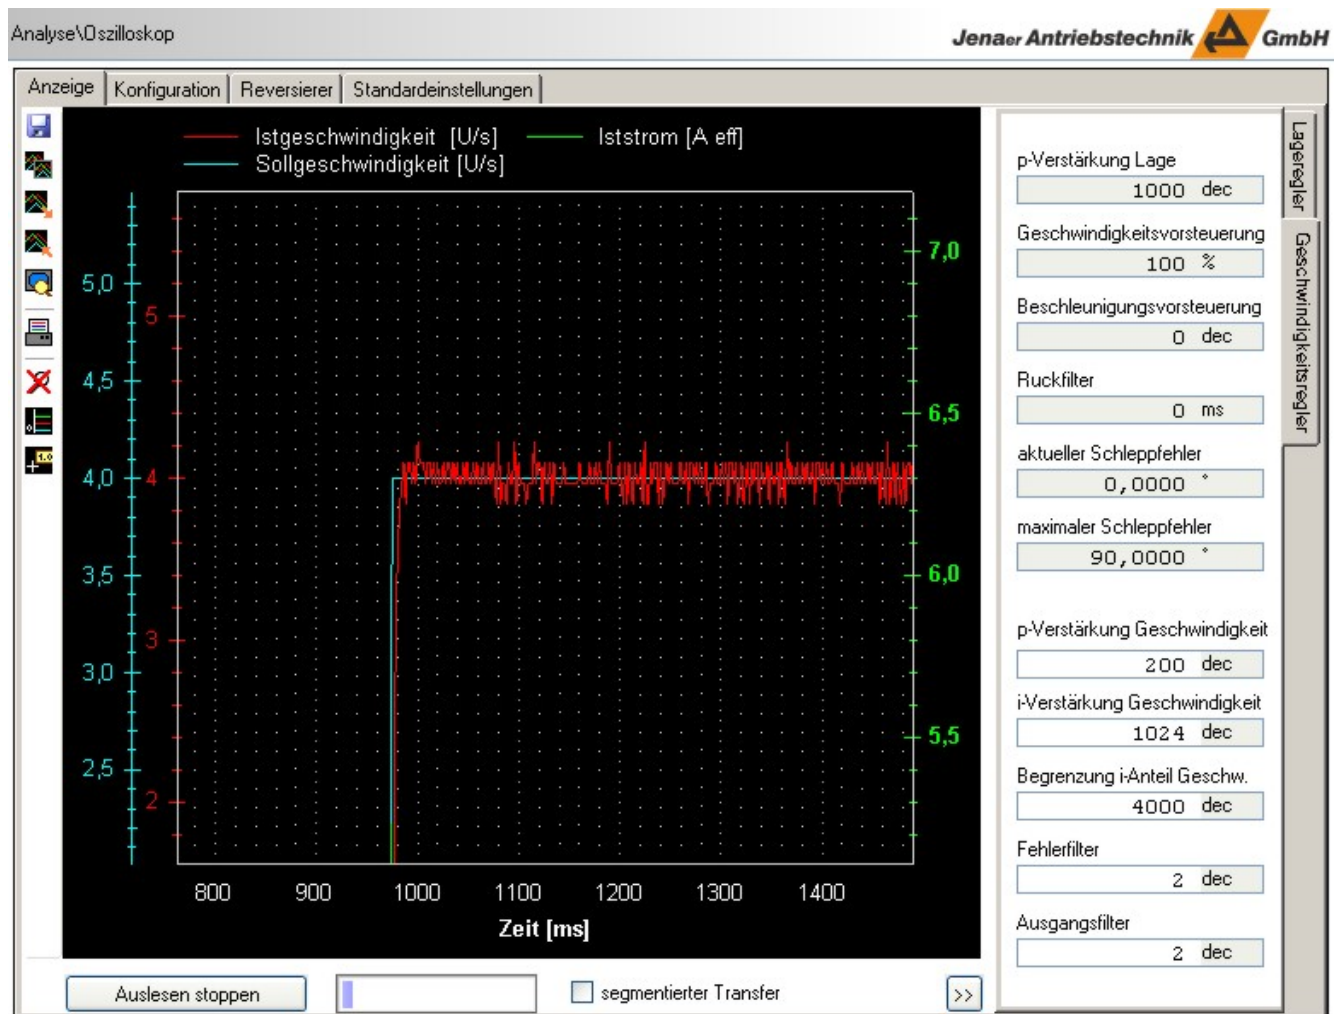 Analyse\Oszilloskop
Jenaer Antriebstechnik GmbH
Anzeige Konfiguration Reversierer Standardeinstellungen
Istgeschwindigkeit [U/s] Iststrom [A eff]
Sollgeschwindigkeit [U/s]
5,0
4,5
4,0
3,5
3,0
2,5
5
4
3
2
7,0
6,5
6,0
5,5
800 900 1000 1100 1200 1300 1400
Zeit [ms]
p-Verstärkung Lage
1000 dec
Geschwindigkeitsvorsteuerung
100 %
Beschleunigungsvorsteuerung
0 dec
Ruckfilter
0 ms
aktueller Schleppfehler
0,0000 °
maximaler Schleppfehler
90,0000 °
p-Verstärkung Geschwindigkeit
200 dec
i-Verstärkung Geschwindigkeit
1024 dec
Begrenzung i-Anteil Geschw.
4000 dec
Fehlerfilter
2 dec
Ausgangsfilter
2 dec
Lageregler
Geschwindigkeitsregler
Auslesen stoppen
segmentierter Transfer
>>